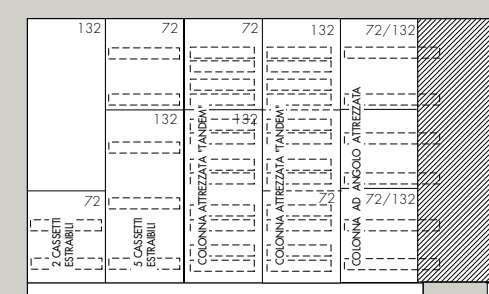 132
72
72
132
72/132
132
132
72
72
72/132
2 CASSETTI
ESTRAIBILI
5 CASSETTI
ESTRAIBILI
COLONNA ATTREZZATA "TANDEM"
COLONNA ATTREZZATA "TANDEM"
COLONNA AD ANGOLO ATTREZZATA